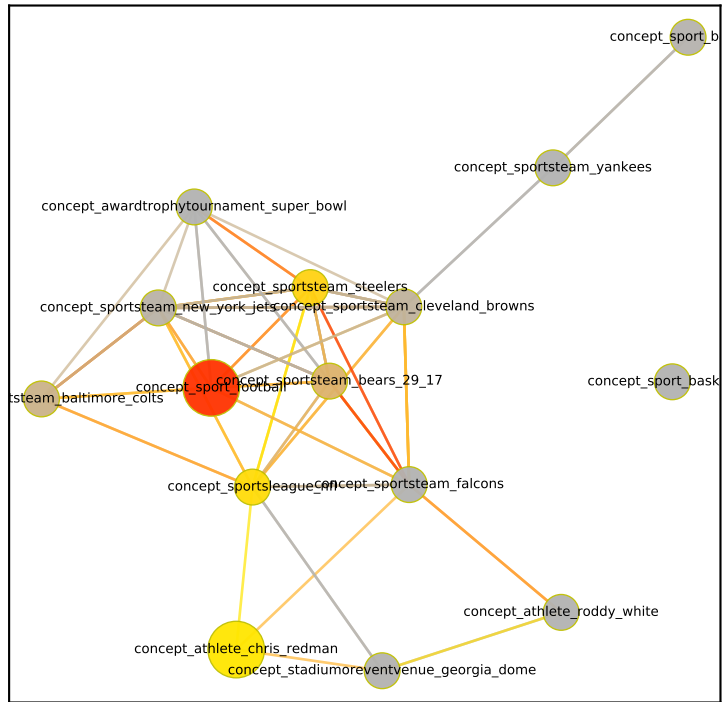 concept_sport_b
concept_sportsteam_yankees
concept_awardtrophytournament_super_bowl
concept_sportsteam_steelers
concept_sportsteam_new_york_jets
concept_sportsteam_cleveland_browns
concept_sport_football
concept_sportsteam_bears_29_17
concept_sport_bask
tsteam_baltimore_colts
concept_sportsleague_nfl
concept_sportsteam_falcons
concept_athlete_roddy_white
concept_athlete_chris_redman
concept_stadiumoreventvenue_georgia_dome